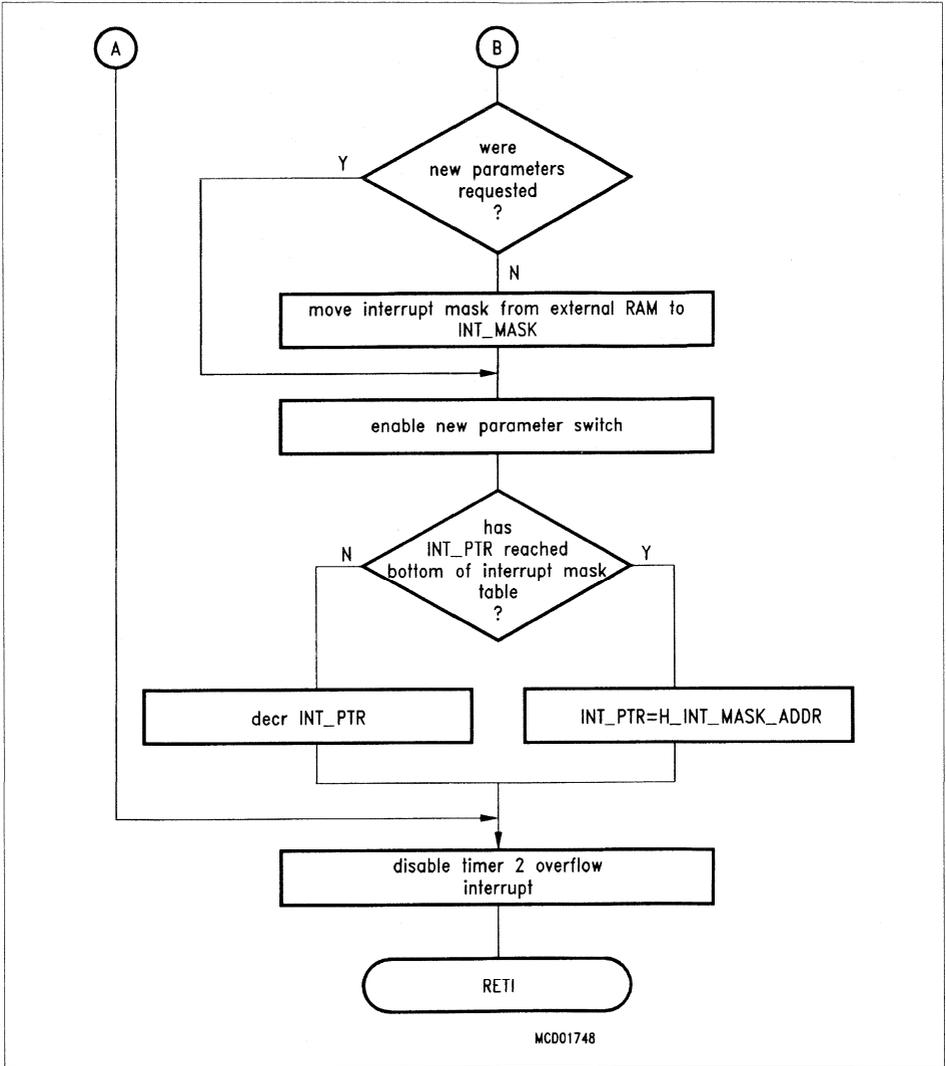 A
B
were
new parameters
requested
?
Y
N
move interrupt mask from external RAM to
INT_MASK
enable new parameter switch
has
INT_PTR reached
bottom of interrupt mask
table
?
N
Y
decr INT_PTR
INT_PTR=H_INT_MASK_ADDR
disable timer 2 overflow
interrupt
RETI
MCD01748